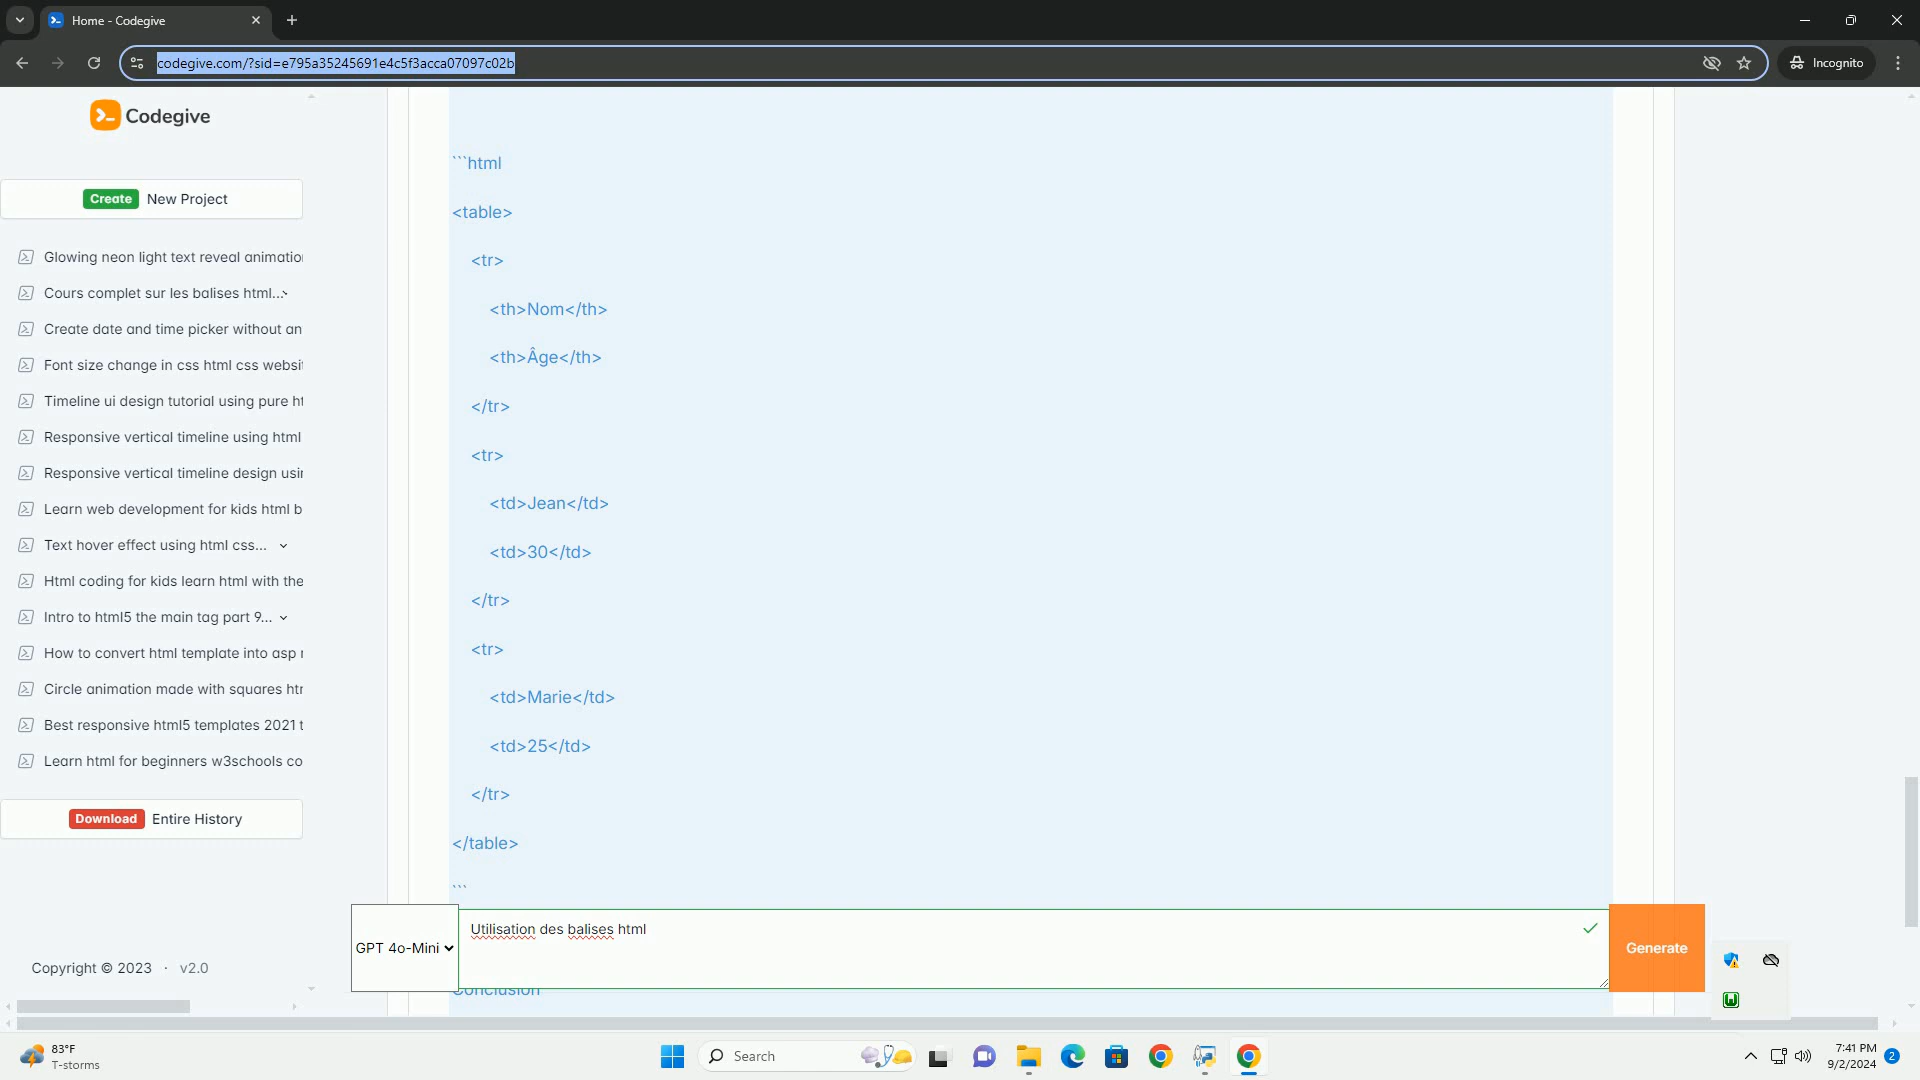 Home - Codegive
codegive.com/?sid=e795a35245691e4c5f3acca07097c02b
Incognito
Codegive
Create New Project
Glowing neon light text reveal animatio
Cours complet sur les balises html...
Create date and time picker without an
Font size change in css html css websi
Timeline ui design tutorial using pure ht
Responsive vertical timeline using html
Responsive vertical timeline design usi
Learn web development for kids html b
Text hover effect using html css...
Html coding for kids learn html with the
Intro to html5 the main tag part 9...
How to convert html template into asp
Circle animation made with squares ht
Best responsive html5 templates 2021 t
Learn html for beginners w3schools co
Download Entire History
Copyright © 2023 · v2.0
```html
<table>
<tr>
<th>Nom</th>
<th>Âge</th>
</tr>
<tr>
<td>Jean</td>
<td>30</td>
</tr>
<tr>
<td>Marie</td>
<td>25</td>
</tr>
</table>
```
GPT 4o-Mini
Utilisation des balises html
Generate
Conclusion
83°F
T-storms
Search
7:41 PM
9/2/2024
2